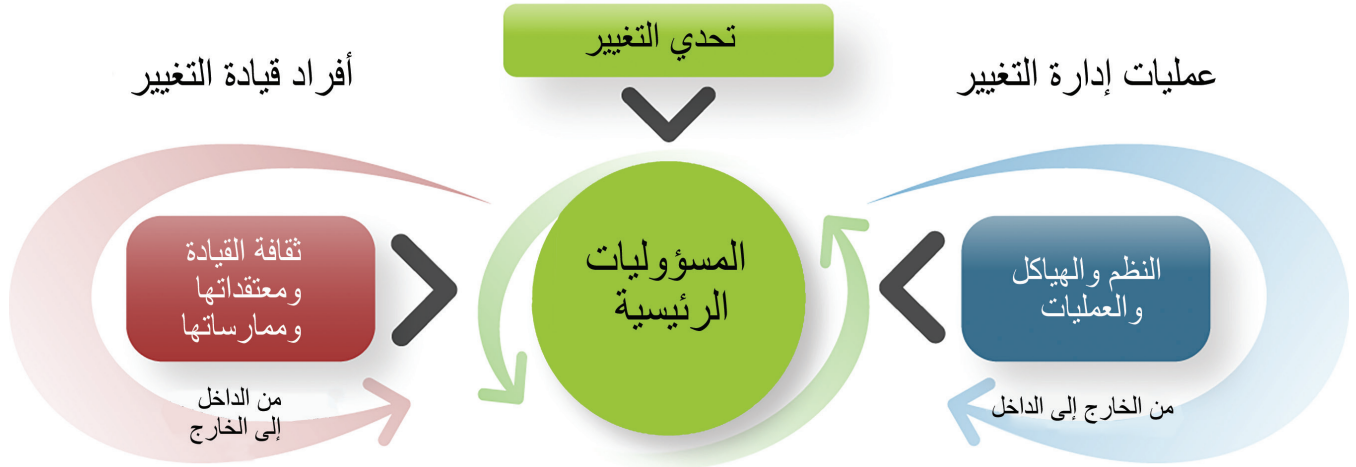 تحدي التغيير
عمليات إدارة التغيير
أفراد قيادة التغيير
النظم والهياكل
والعمليات
من الخارج إلى الداخل
المسؤوليات
الرئيسية
ثقافة القيادة
ومعتقداتها
وممارساتها
من الداخل
إلى الخارج